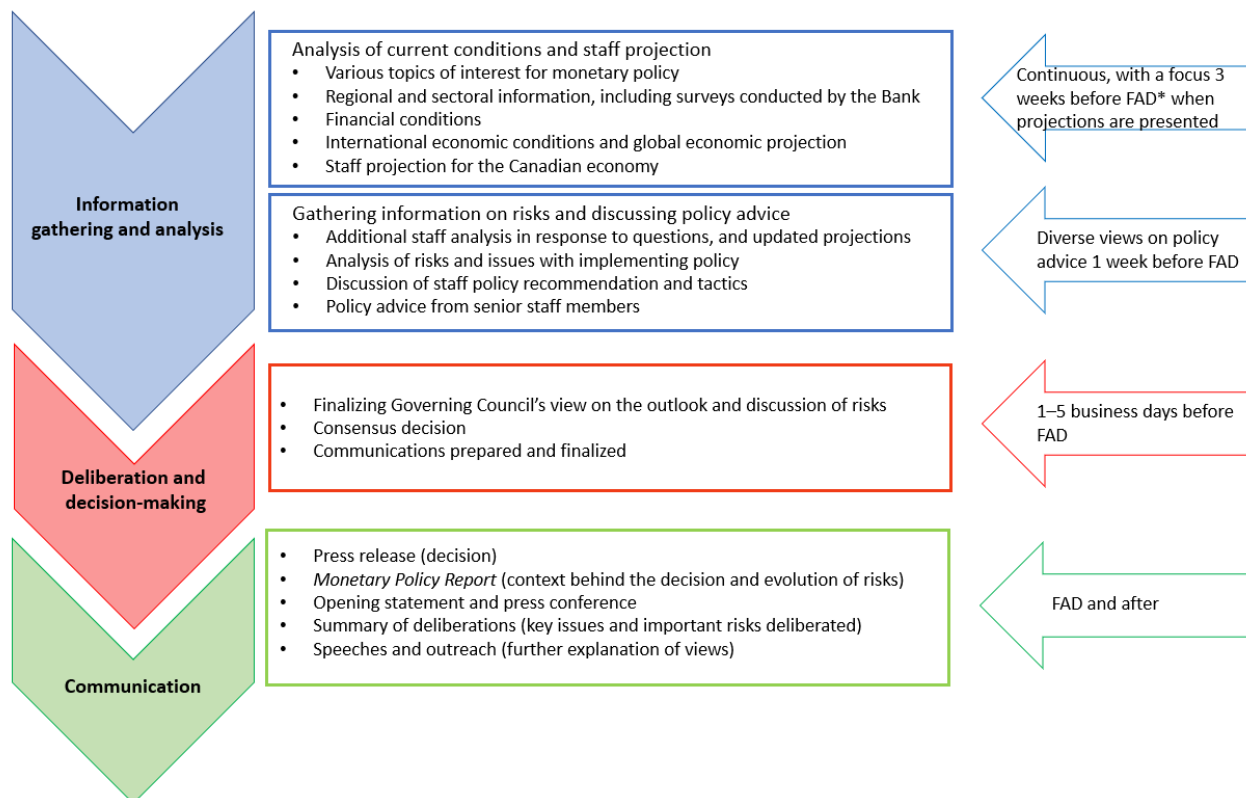 Information
gathering and analysis
Analysis of current conditions and staff projection
• Various topics of interest for monetary policy
• Regional and sectoral information, including surveys conducted by the Bank
• Financial conditions
• International economic conditions and global economic projection
• Staff projection for the Canadian economy
Continuous, with a focus 3
weeks before FAD* when
projections are presented
Gathering information on risks and discussing policy advice
• Additional staff analysis in response to questions, and updated projections
• Analysis of risks and issues with implementing policy
• Discussion of staff policy recommendation and tactics
• Policy advice from senior staff members
Diverse views on policy
advice 1 week before FAD
Deliberation and
decision-making
• Finalizing Governing Council’s view on the outlook and discussion of risks
• Consensus decision
• Communications prepared and finalized
1–5 business days before
FAD
Communication
• Press release (decision)
• Monetary Policy Report (context behind the decision and evolution of risks)
• Opening statement and press conference
• Summary of deliberations (key issues and important risks deliberated)
• Speeches and outreach (further explanation of views)
FAD and after